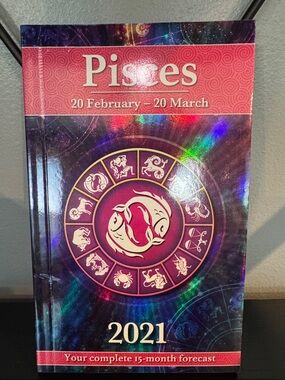 Pisces
20 February – 20 March
2021
Your complete 15-month forecast